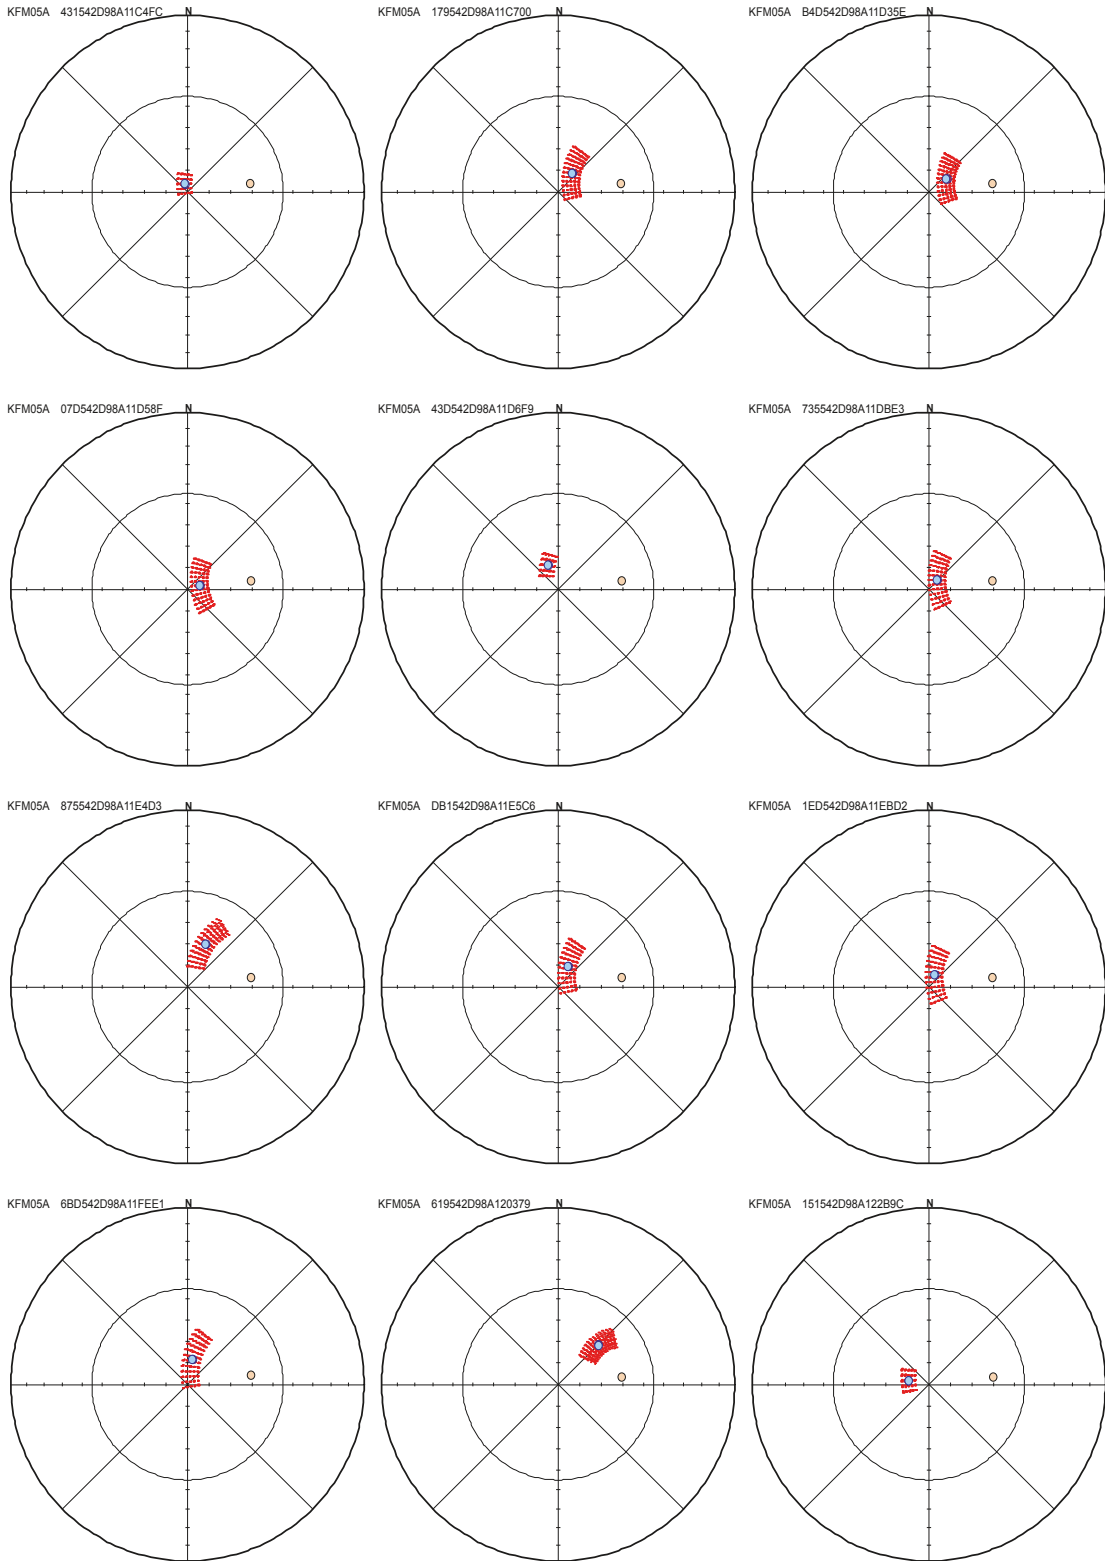 KFM05A 431542D98A11C4FC N
KFM05A 179542D98A11C700 N
KFM05A B4D542D98A11D35E N
KFM05A 07D542D98A11D58F N
KFM05A 43D542D98A11D6F9 N
KFM05A 735542D98A11DBE3 N
KFM05A 875542D98A11E4D3 N
KFM05A DB1542D98A11E5C6 N
KFM05A 1ED542D98A11EBD2 N
KFM05A 6BD542D98A11FEE1 N
KFM05A 619542D98A120379 N
KFM05A 151542D98A122B9C N